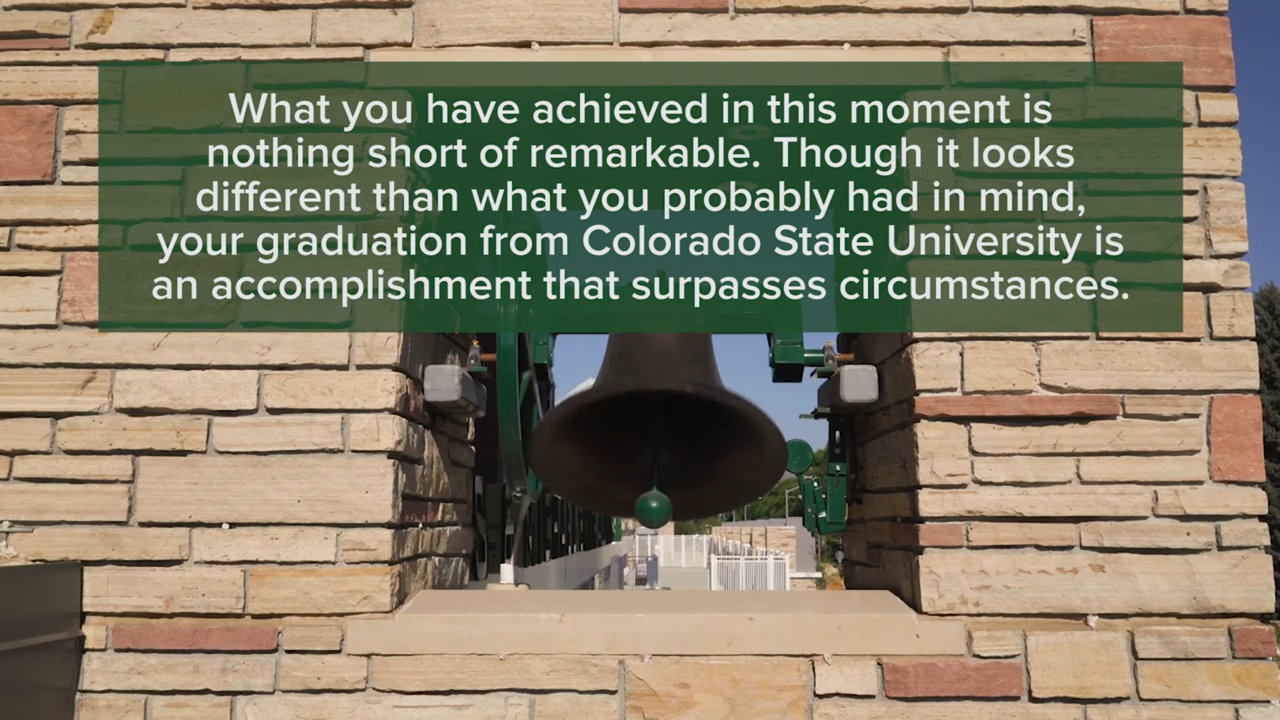 What you have achieved in this moment is
nothing short of remarkable. Though it looks
different than what you probably had in mind,
your graduation from Colorado State University is
an accomplishment that surpasses circumstances.